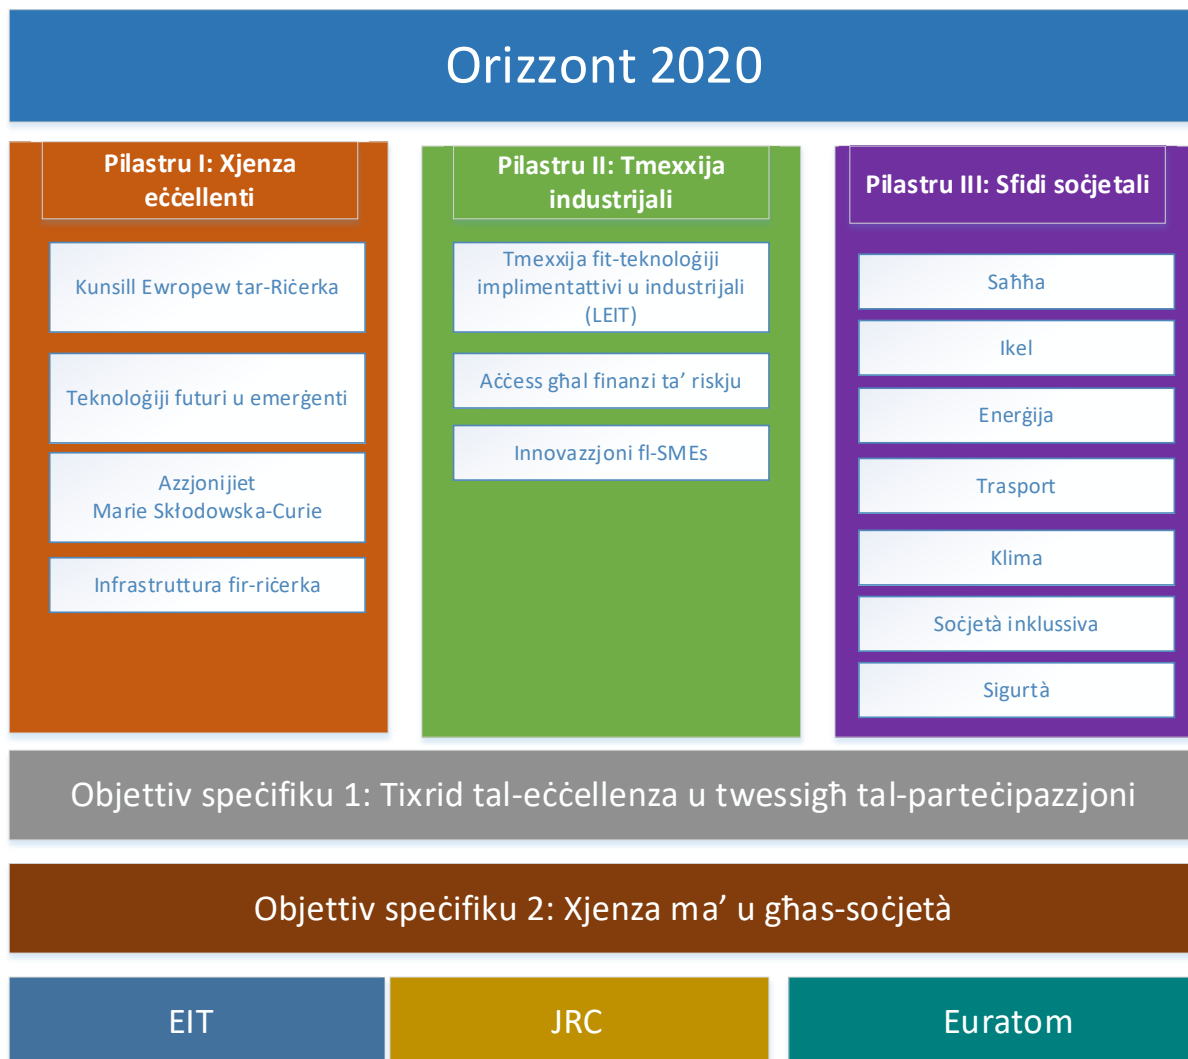 Orizzont 2020
Pilastru I: Xjenza
eċċellenti
Kunsill Ewropew tar-Riċerka
Teknoloġiji futuri u emerġenti
Azzjonijiet
Marie Skłodowska-Curie
Infrastruttura fir-riċerka
Pilastru II: Tmexxija
industrijali
Tmexxija fit-teknoloġiji
implimentattivi u industrijali
(LEIT)
Aċċess għal finanzi ta’ riskju
Innovazzjoni fl-SMEs
Pilastru III: Sfidi soċjetali
Saħħa
Ikel
Enerġija
Trasport
Klima
Soċjetà inklussiva
Sigurtà
Objettiv speċifiku 1: Tixrid tal-eċċellenza u twessigħ tal-parteċipazzjoni
Objettiv speċifiku 2: Xjenza ma’ u għas-soċjetà
EIT
JRC
Euratom